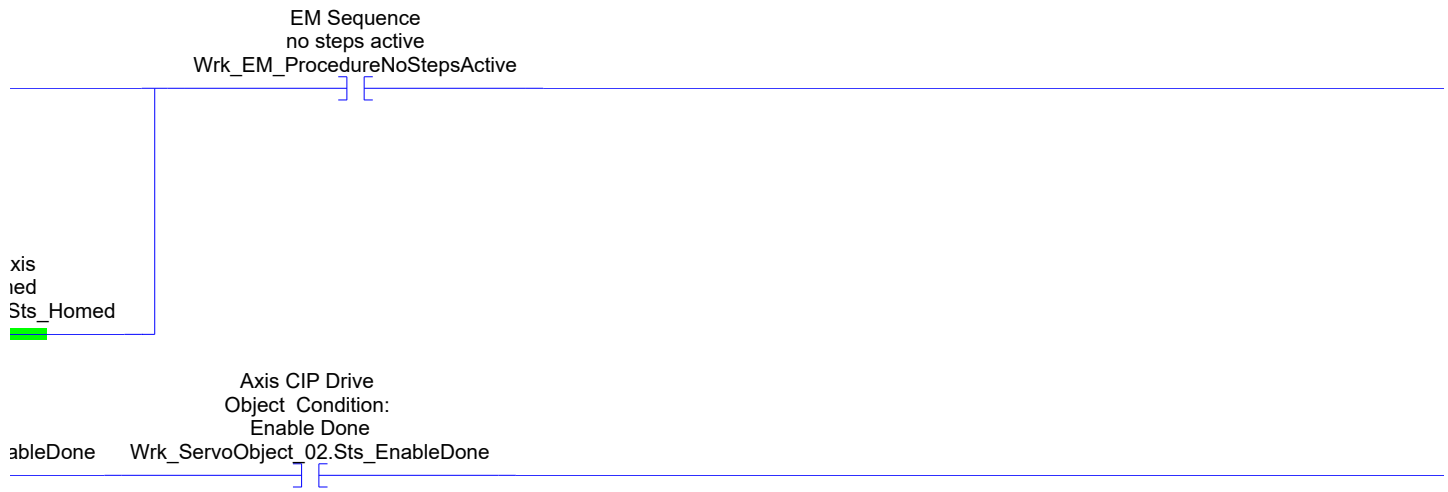 EM Sequence
no steps active
Wrk_EM_ProcedureNoStepsActive
xis
ned
Sts_Homed
Axis CIP Drive
Object  Condition:
Enable Done
ableDone Wrk_ServoObject_02.Sts_EnableDone